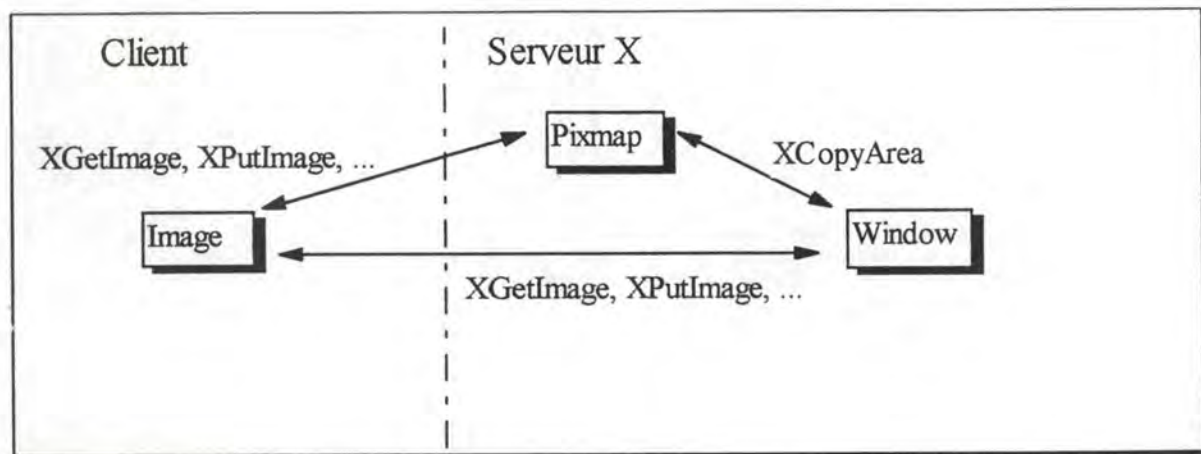 Client
Serveur X
Pixmap
XGetImage, XPutImage, ...
XCopyArea
Image
Window
XGetImage, XPutImage, ...